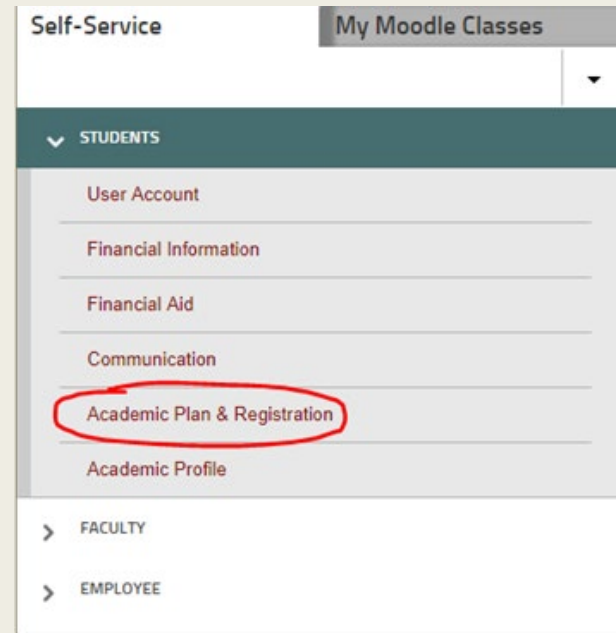 Self-Service
My Moodle Classes
STUDENTS
User Account
Financial Information
Financial Aid
Communication
Academic Plan & Registration
Academic Profile
FACULTY
EMPLOYEE